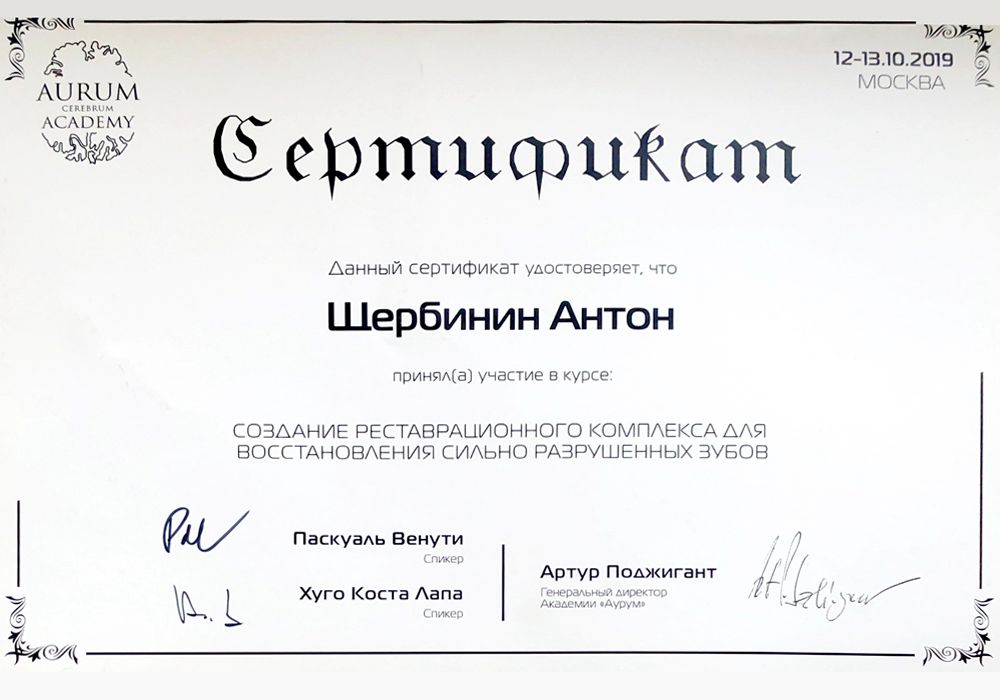 AURUM
CEREBRUM
ACADEMY
12-13.10.2019
МОСКВА
Сертификат
Данный сертификат удостоверяет, что
Щербинин Антон
принял(а) участие в курсе:
СОЗДАНИЕ РЕСТАВРАЦИОННОГО КОМПЛЕКСА ДЛЯ
ВОССТАНОВЛЕНИЯ СИЛЬНО РАЗРУШЕННЫХ ЗУБОВ
Паскуаль Венути
Спикер
Хуго Коста Лапа
Спикер
Артур Поджигант
Генеральный директор
Академии «Аурум»